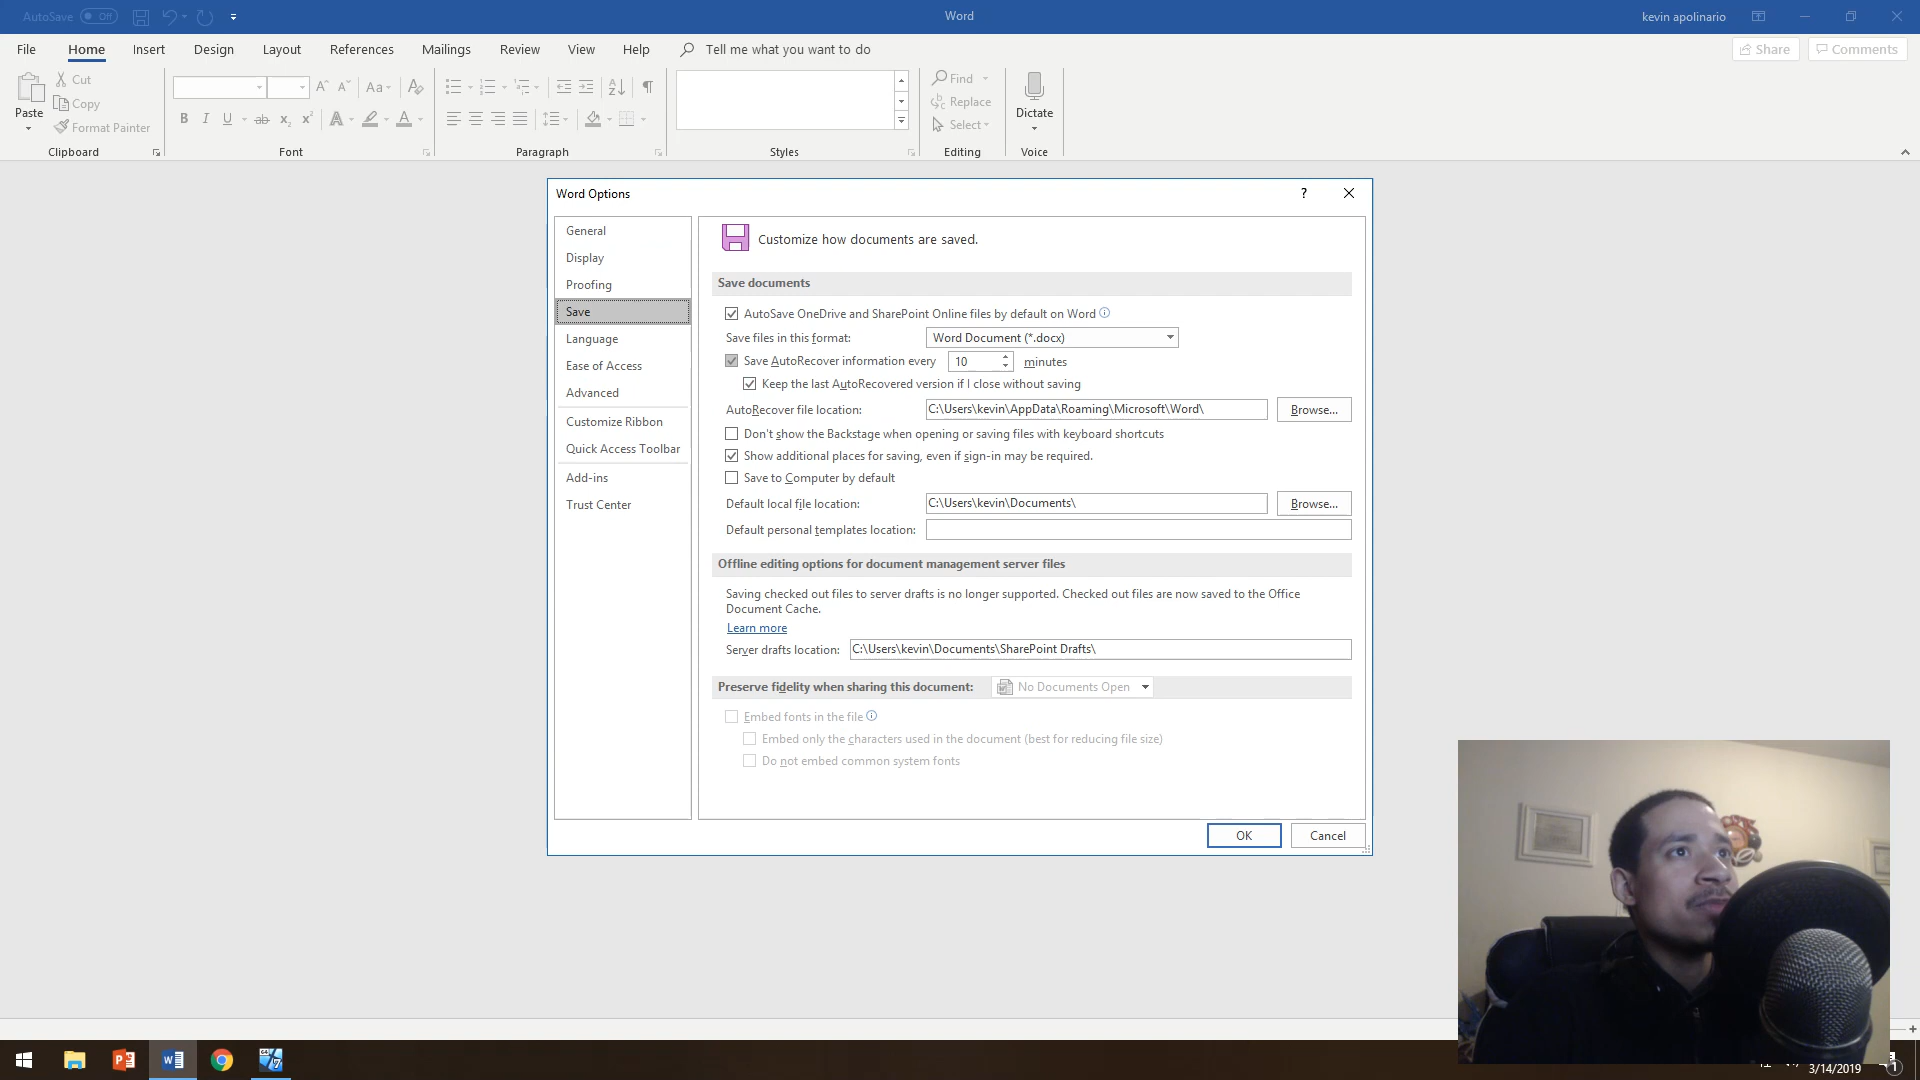 AutoSave Off
Word
kevin apolinario
File Home Insert Design Layout References Mailings Review View Help Tell me what you want to do
Share Comments
Paste
Cut
Copy
Format Painter
Clipboard
Aa
B I U ab x₂ x² A A
Font
Paragraph
Styles
Find
Replace
Select
Editing
Dictate
Voice
Word Options
?
General
Display
Proofing
Save
Language
Ease of Access
Advanced
Customize Ribbon
Quick Access Toolbar
Add-ins
Trust Center
Customize how documents are saved.
Save documents
AutoSave OneDrive and SharePoint Online files by default on Word
Save files in this format: Word Document (*.docx)
Save AutoRecover information every 10 minutes
Keep the last AutoRecovered version if I close without saving
AutoRecover file location: C:\Users\kevin\AppData\Roaming\Microsoft\Word\ Browse...
Don't show the Backstage when opening or saving files with keyboard shortcuts
Show additional places for saving, even if sign-in may be required.
Save to Computer by default
Default local file location: C:\Users\kevin\Documents\ Browse...
Default personal templates location:
Offline editing options for document management server files
Saving checked out files to server drafts is no longer supported. Checked out files are now saved to the Office
Document Cache.
Learn more
Server drafts location: C:\Users\kevin\Documents\SharePoint Drafts\
Preserve fidelity when sharing this document: No Documents Open
Embed fonts in the file
Embed only the characters used in the document (best for reducing file size)
Do not embed common system fonts
OK Cancel
3/14/2019
1